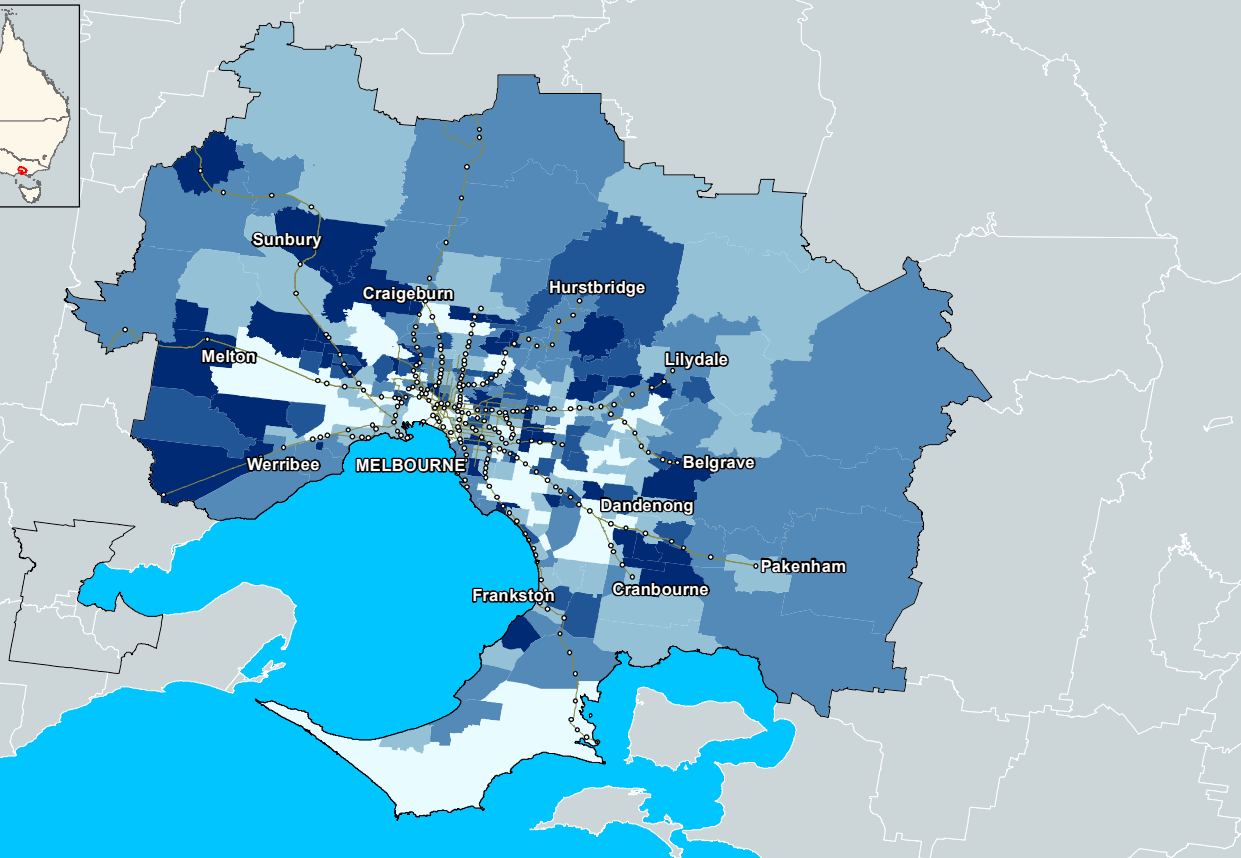 Sunbury
Hurstbridge
Craigeburn
Melton
Lilydale
Werribee
MELBOURNE
Belgrave
Dandenong
Pakenham
Cranbourne
Frankston